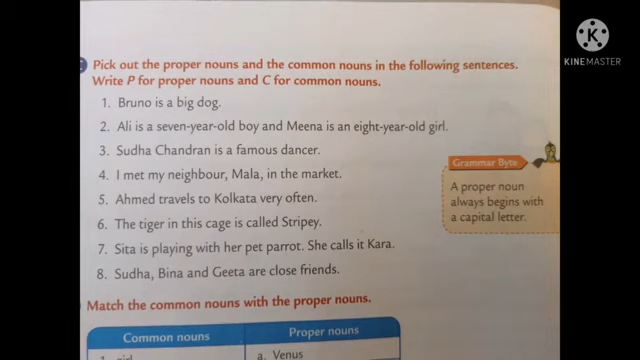 KINEMASTER
Pick out the proper nouns and the common nouns in the following sentences.
Write P for proper nouns and C for common nouns.
1. Bruno is a big dog.
2. Ali is a seven-year-old boy and Meena is an eight-year-old girl.
3. Sudha Chandran is a famous dancer.
4. I met my neighbour, Mala, in the market.
5. Ahmed travels to Kolkata very often.
6. The tiger in this cage is called Stripey.
7. Sita is playing with her pet parrot. She calls it Kara.
8. Sudha, Bina and Geeta are close friends.
Grammar Byte
A proper noun
always begins with
a capital letter.
Match the common nouns with the proper nouns.
Common nouns Proper nouns
1. girl a. Venus